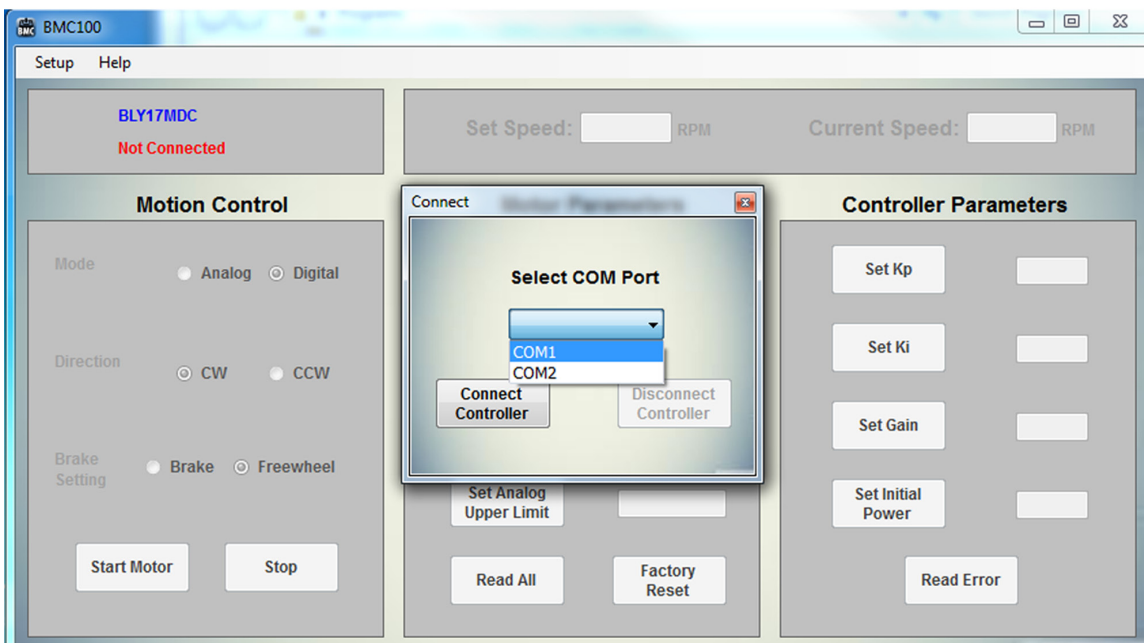 BMC100
Setup Help
BLY17MDC
Not Connected
Set Speed: RPM
Current Speed: RPM
Motion Control
Mode
Analog Digital
Direction
CW CCW
Brake
Setting
Brake Freewheel
Start Motor Stop
Connect
Motor Parameters
Select COM Port
COM1
COM2
Connect
Controller
Disconnect
Controller
Set Analog
Upper Limit
Read All
Factory
Reset
Controller Parameters
Set Kp
Set Ki
Set Gain
Set Initial
Power
Read Error